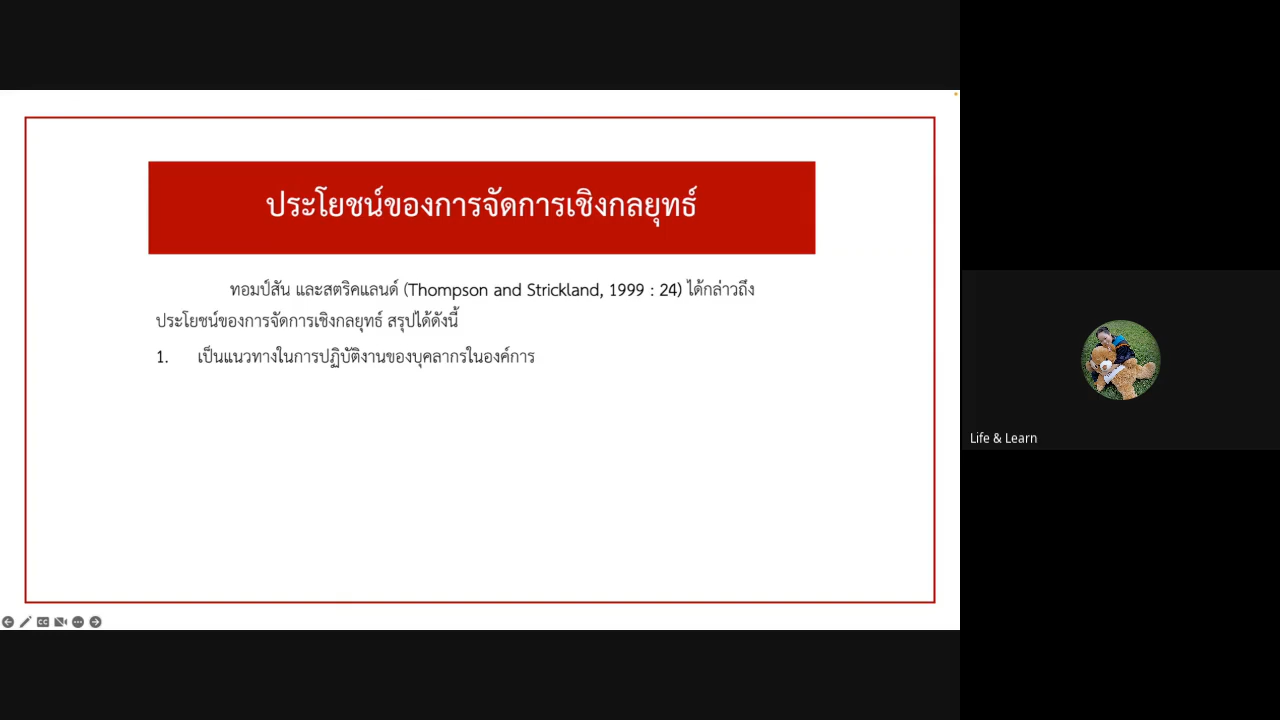 ประโยชน์ของการจัดการเชิงกลยุทธ์
ทอมป์สัน และสตริคแลนด์ (Thompson and Strickland, 1999 : 24) ได้กล่าวถึง
ประโยชน์ของการจัดการเชิงกลยุทธ์ สรุปได้ดังนี้
1. เป็นแนวทางในการปฏิบัติงานของบุคลากรในองค์การ
Life & Learn